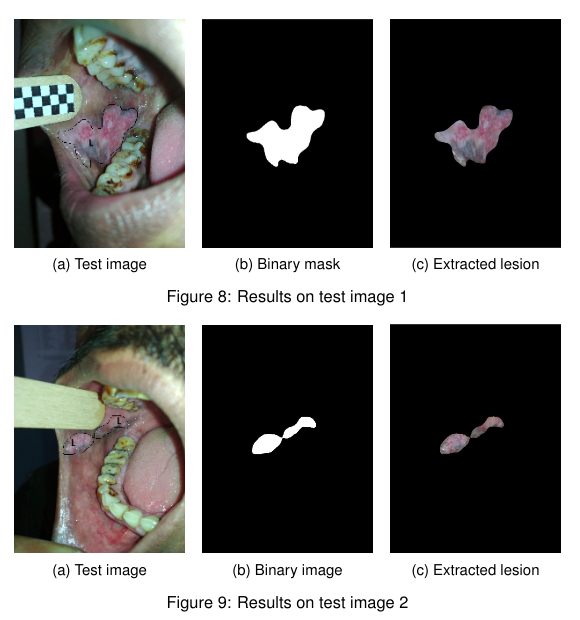 L
(a) Test image
(b) Binary mask
(c) Extracted lesion
Figure 8: Results on test image 1
L
L
(a) Test image
(b) Binary image
(c) Extracted lesion
Figure 9: Results on test image 2